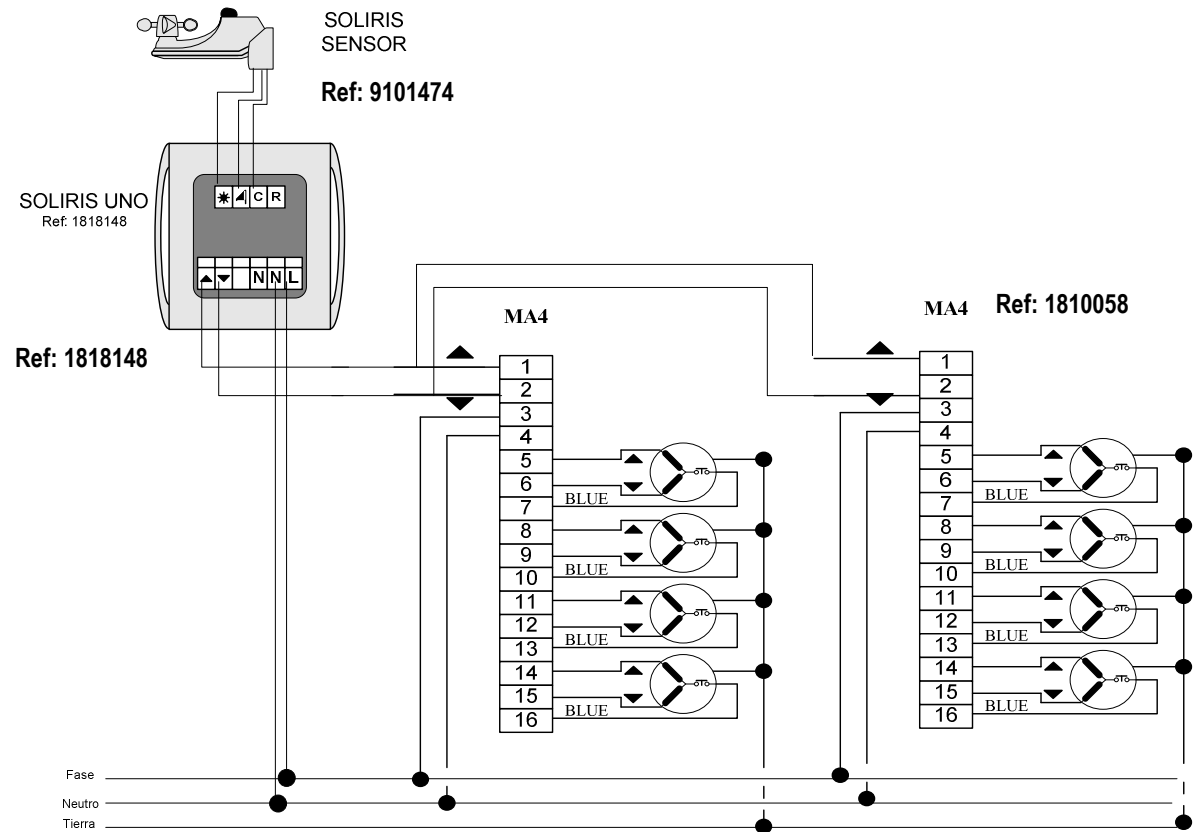 SOLIRIS
SENSOR
Ref: 9101474
SOLIRIS UNO
Ref: 1818148
C R
N N L
Ref: 1818148
MA4
1
2
3
4
5
6
7
8
9
10
11
12
13
14
15
16
BLUE
BLUE
BLUE
BLUE
MA4
Ref: 1810058
1
2
3
4
5
6
7
8
9
10
11
12
13
14
15
16
BLUE
BLUE
BLUE
BLUE
Fase
Neutro
Tierra